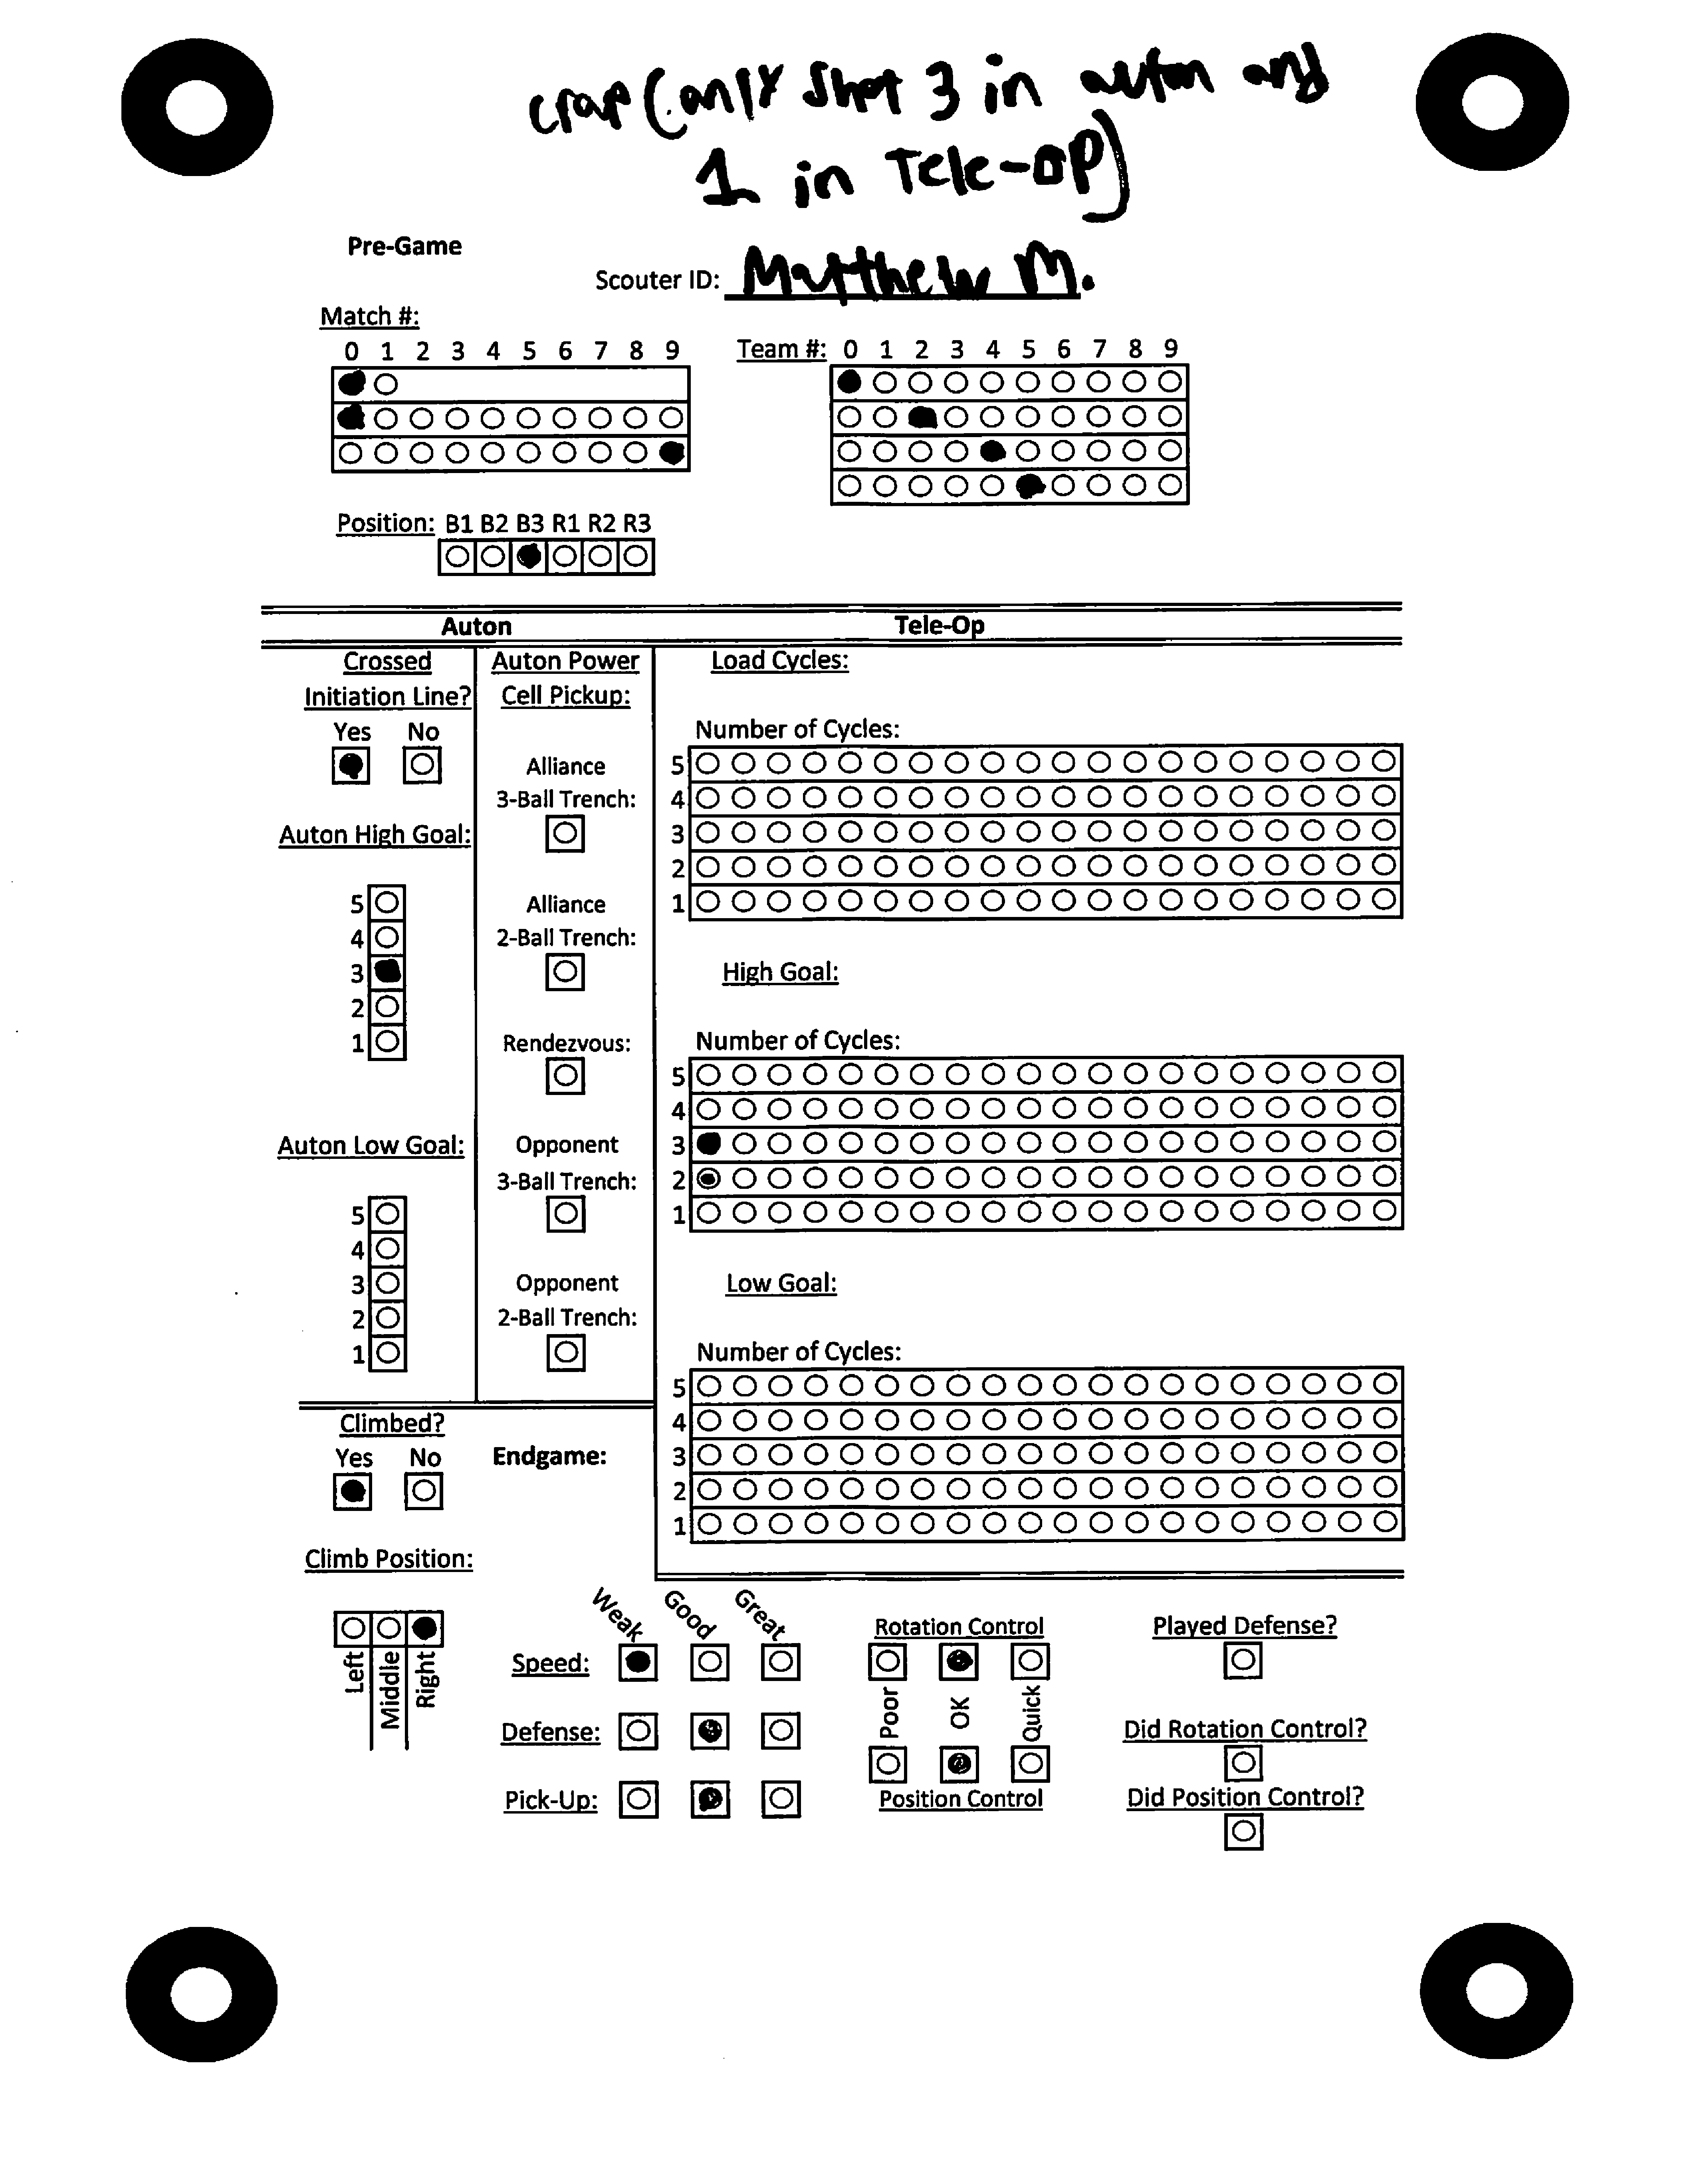 crap (only shot 3 in auton and
1 in Tele-OP)
Pre-Game
Scouter ID: Matthew M.
Match #:
0 1 2 3 4 5 6 7 8 9
Team #: 0 1 2 3 4 5 6 7 8 9
Position: B1 B2 B3 R1 R2 R3
Auton
Tele-Op
Crossed
Initiation Line?
Yes No
Auton High Goal:
5
4
3
2
1
Auton Low Goal:
5
4
3
2
1
Auton Power
Cell Pickup:
Alliance
3-Ball Trench:
Alliance
2-Ball Trench:
Rendezvous:
Opponent
3-Ball Trench:
Opponent
2-Ball Trench:
Load Cycles:
Number of Cycles:
5
4
3
2
1
High Goal:
Number of Cycles:
5
4
3
2
1
Low Goal:
Number of Cycles:
5
4
3
2
1
Climbed?
Yes No
Endgame:
Climb Position:
Left
Middle
Right
Weak Good Great
Speed:
Defense:
Pick-Up:
Rotation Control
Poor OK Quick
Position Control
Played Defense?
Did Rotation Control?
Did Position Control?